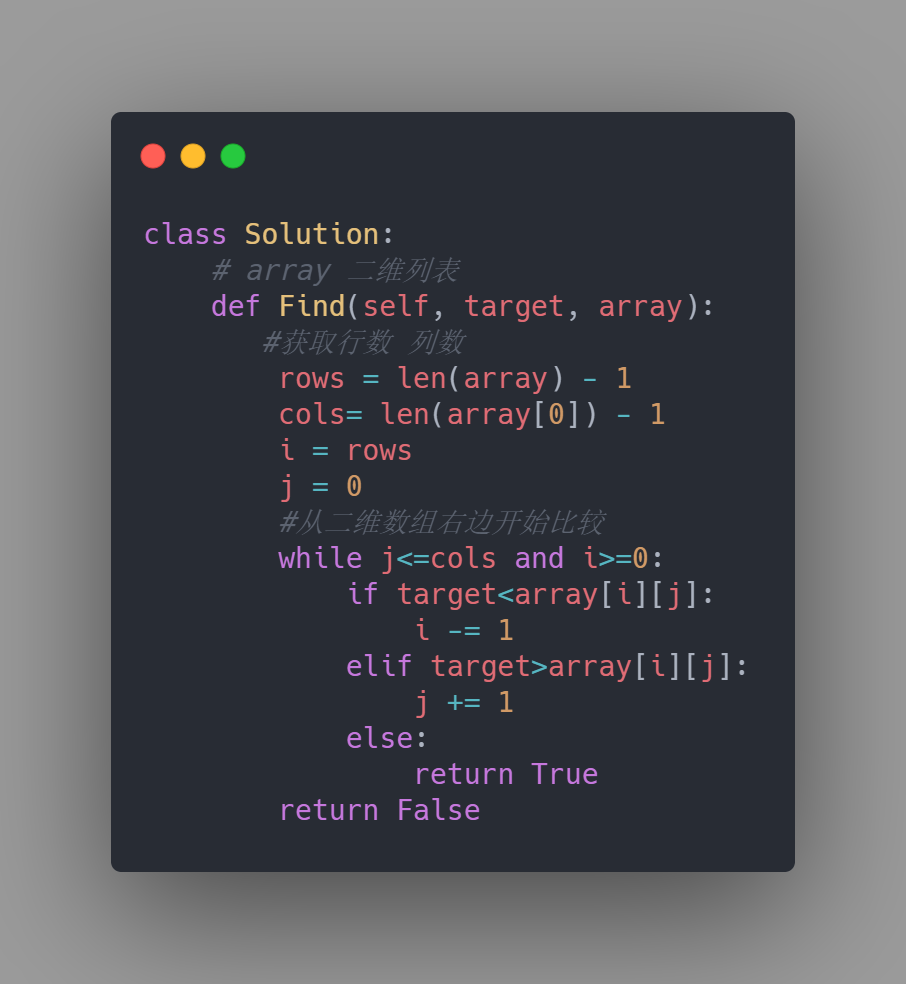 class Solution:
    # array 二维列表
    def Find(self, target, array):
       #获取行数 列数
        rows = len(array) - 1
        cols= len(array[0]) - 1
        i = rows
        j = 0
        #从二维数组右边开始比较
        while j<=cols and i>=0:
            if target<array[i][j]:
                i -= 1
            elif target>array[i][j]:
                j += 1
            else:
                return True
        return False